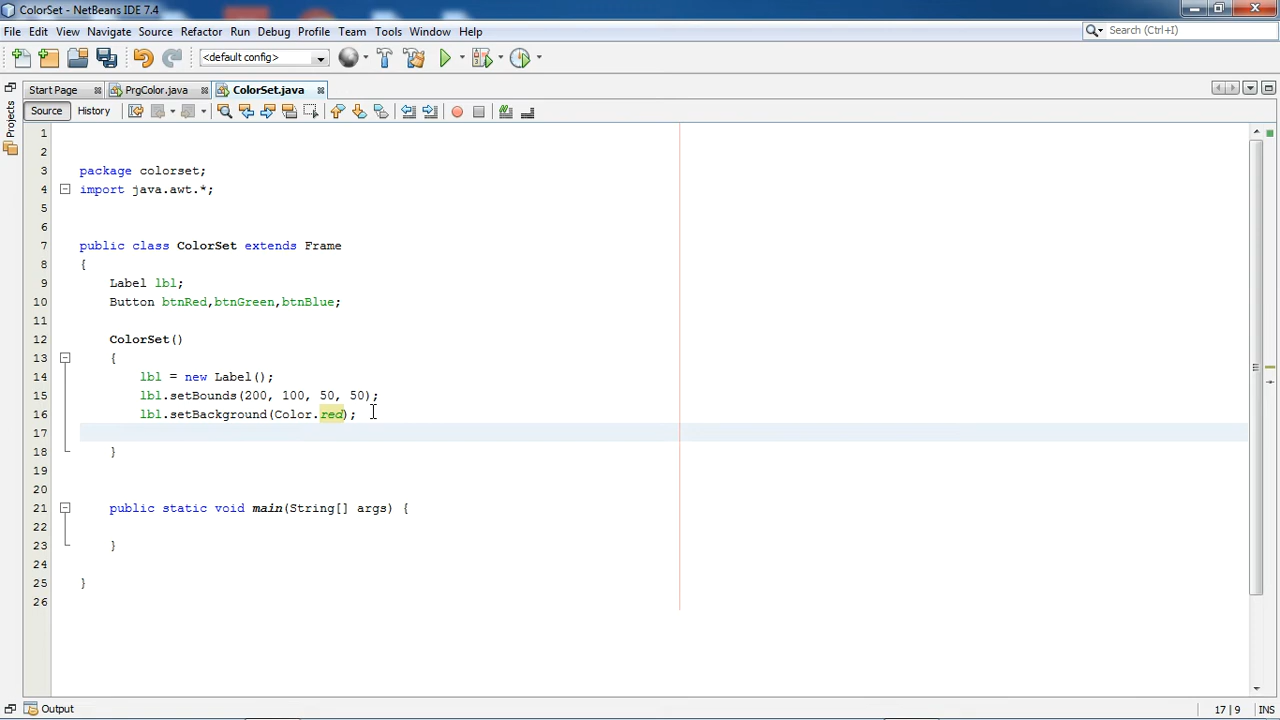 ColorSet - NetBeans IDE 7.4
File Edit View Navigate Source Refactor Run Debug Profile Team Tools Window Help
Search (Ctrl+I)
<default config>
Start Page PrgColor.java ColorSet.java
Projects
Source History
1
2
3 package colorset;
4 import java.awt.*;
5
6
7 public class ColorSet extends Frame
8 {
9 Label lbl;
10 Button btnRed,btnGreen,btnBlue;
11
12 ColorSet()
13 {
14 lbl = new Label();
15 lbl.setBounds(200, 100, 50, 50);
16 lbl.setBackground(Color.red);
17
18 }
19
20
21 public static void main(String[] args) {
22
23 }
24
25 }
26
Output
17 | 9 INS